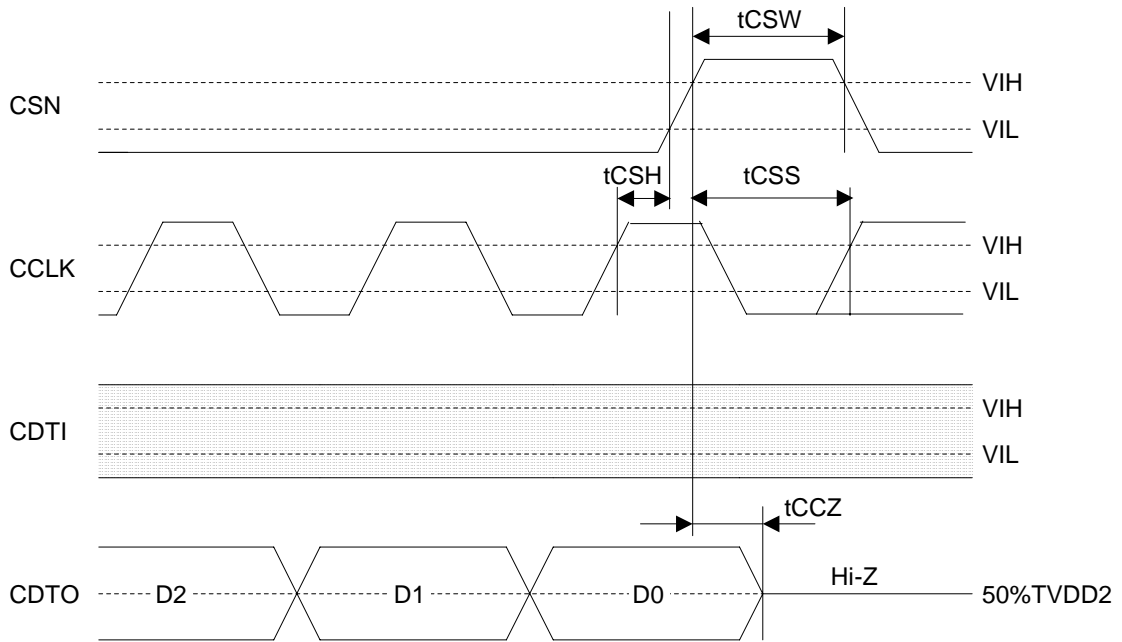 tCSW
VIH
CSN
VIL
tCSH
tCSS
VIH
CCLK
VIL
VIH
CDTI
VIL
tCCZ
Hi-Z
CDTO
D2
D1
D0
50%TVDD2